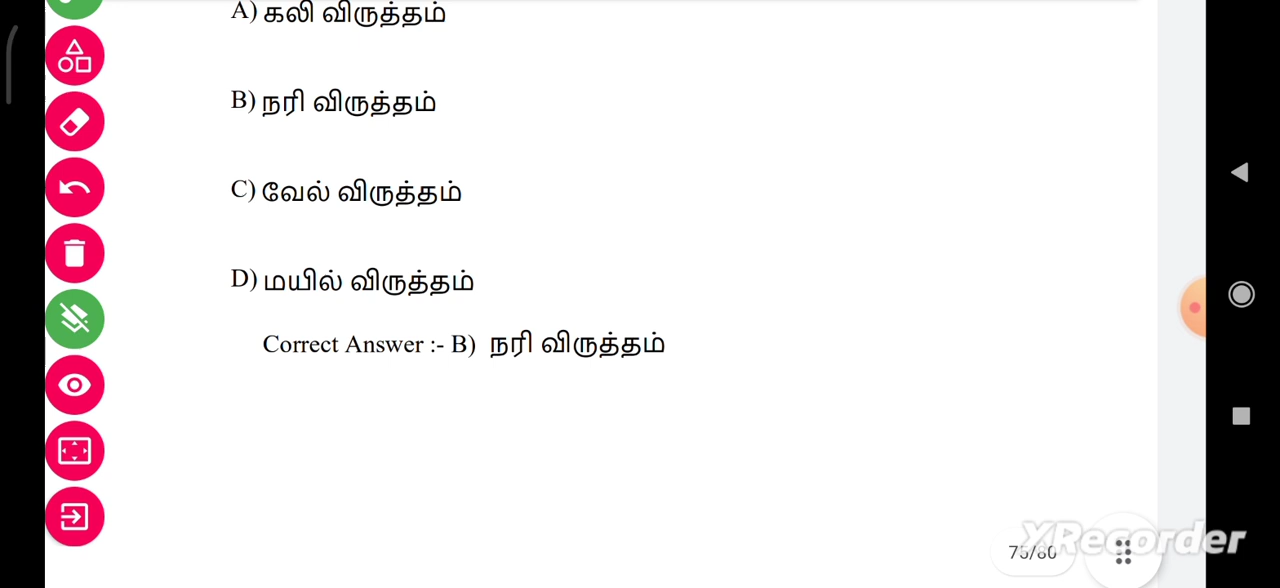 A) கலி விருத்தம்
B) நரி விருத்தம்
C) வேல் விருத்தம்
D) மயில் விருத்தம்
Correct Answer :- B) நரி விருத்தம்
XRecorder
75/80